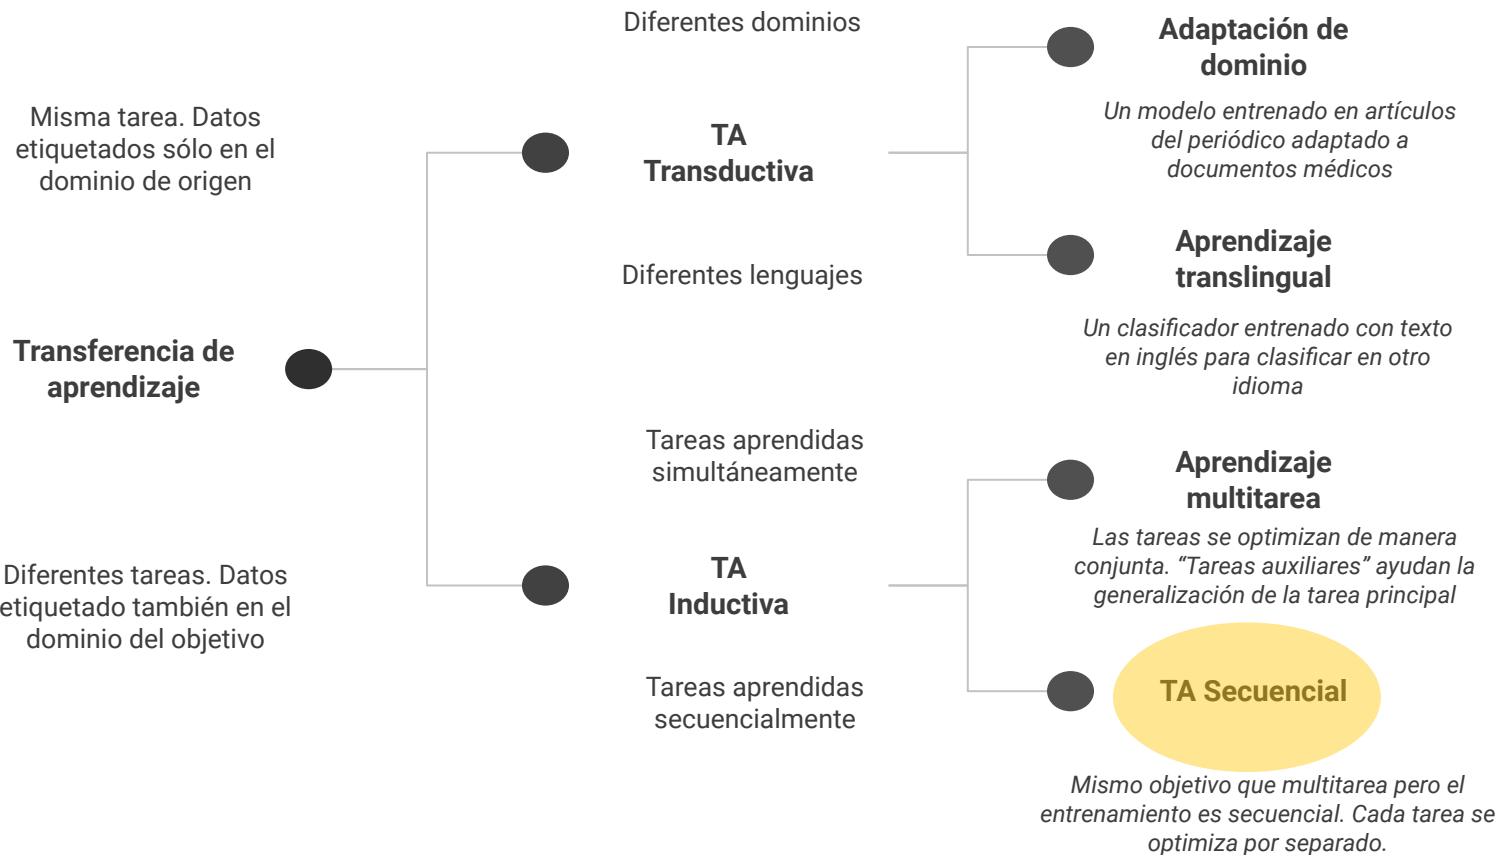 Diferentes dominios
Adaptación de
dominio
Un modelo entrenado en artículos
del periódico adaptado a
documentos médicos
Misma tarea. Datos
etiquetados sólo en el
dominio de origen
TA
Transductiva
Aprendizaje
translingual
Diferentes lenguajes
Un clasificador entrenado con texto
en inglés para clasificar en otro
idioma
Transferencia de
aprendizaje
Tareas aprendidas
simultáneamente
Aprendizaje
multitarea
Las tareas se optimizan de manera
conjunta. “Tareas auxiliares” ayudan la
generalización de la tarea principal
Diferentes tareas. Datos
etiquetado también en el
dominio del objetivo
TA
Inductiva
Tareas aprendidas
secuencialmente
TA Secuencial
Mismo objetivo que multitarea pero el
entrenamiento es secuencial. Cada tarea se
optimiza por separado.